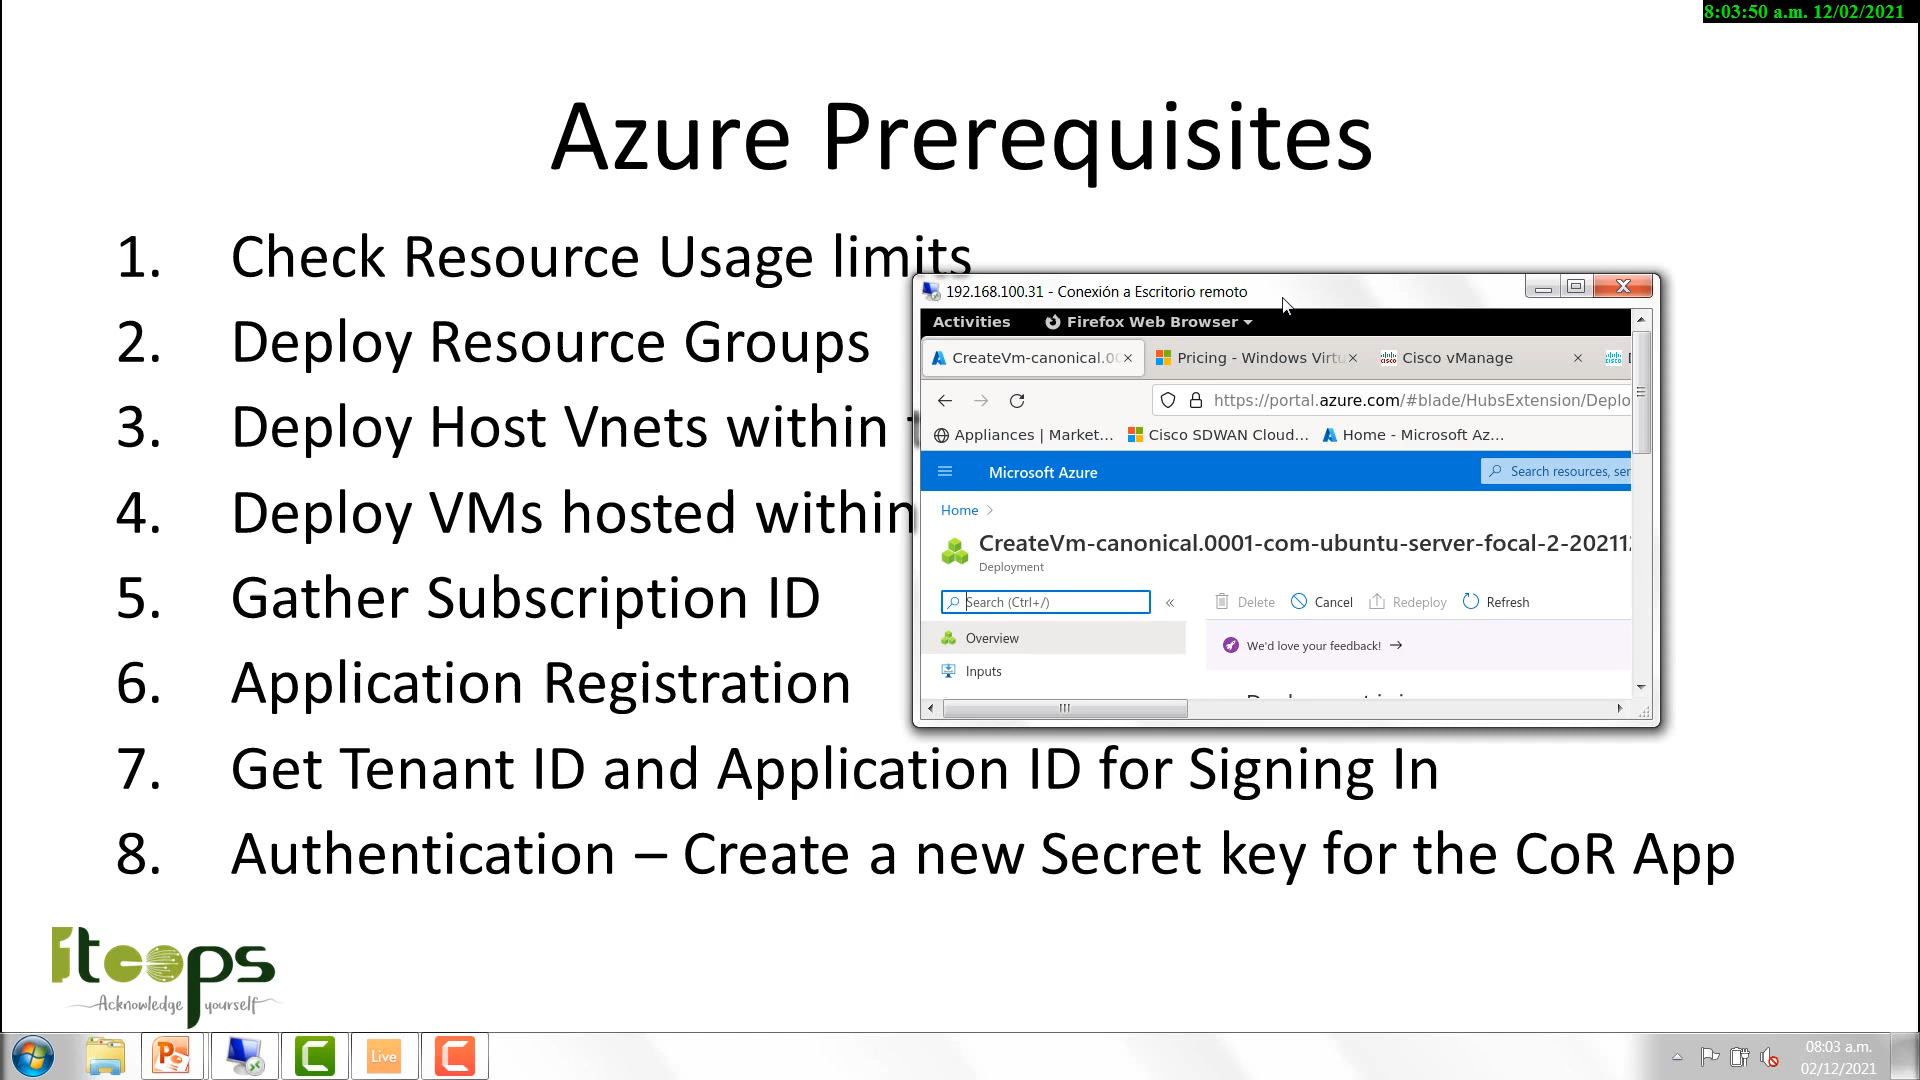 8:03:50 a.m. 12/02/2021
Azure Prerequisites
1. Check Resource Usage limits
2. Deploy Resource Groups
3. Deploy Host Vnets within
4. Deploy VMs hosted within
5. Gather Subscription ID
6. Application Registration
7. Get Tenant ID and Application ID for Signing In
8. Authentication – Create a new Secret key for the CoR App
192.168.100.31 - Conexión a Escritorio remoto
Activities Firefox Web Browser
CreateVm-canonical.00 Pricing - Windows Virtu Cisco vManage
https://portal.azure.com/#blade/HubsExtension/Deplo
Appliances | Market... Cisco SDWAN Cloud... Home - Microsoft Az...
Microsoft Azure Search resources, ser
Home >
CreateVm-canonical.0001-com-ubuntu-server-focal-2-20211
Deployment
Search (Ctrl+/) « Delete Cancel Redeploy Refresh
Overview
We'd love your feedback! →
Inputs
itcops
Acknowledge yourself
Live
08:03 a.m.
02/12/2021